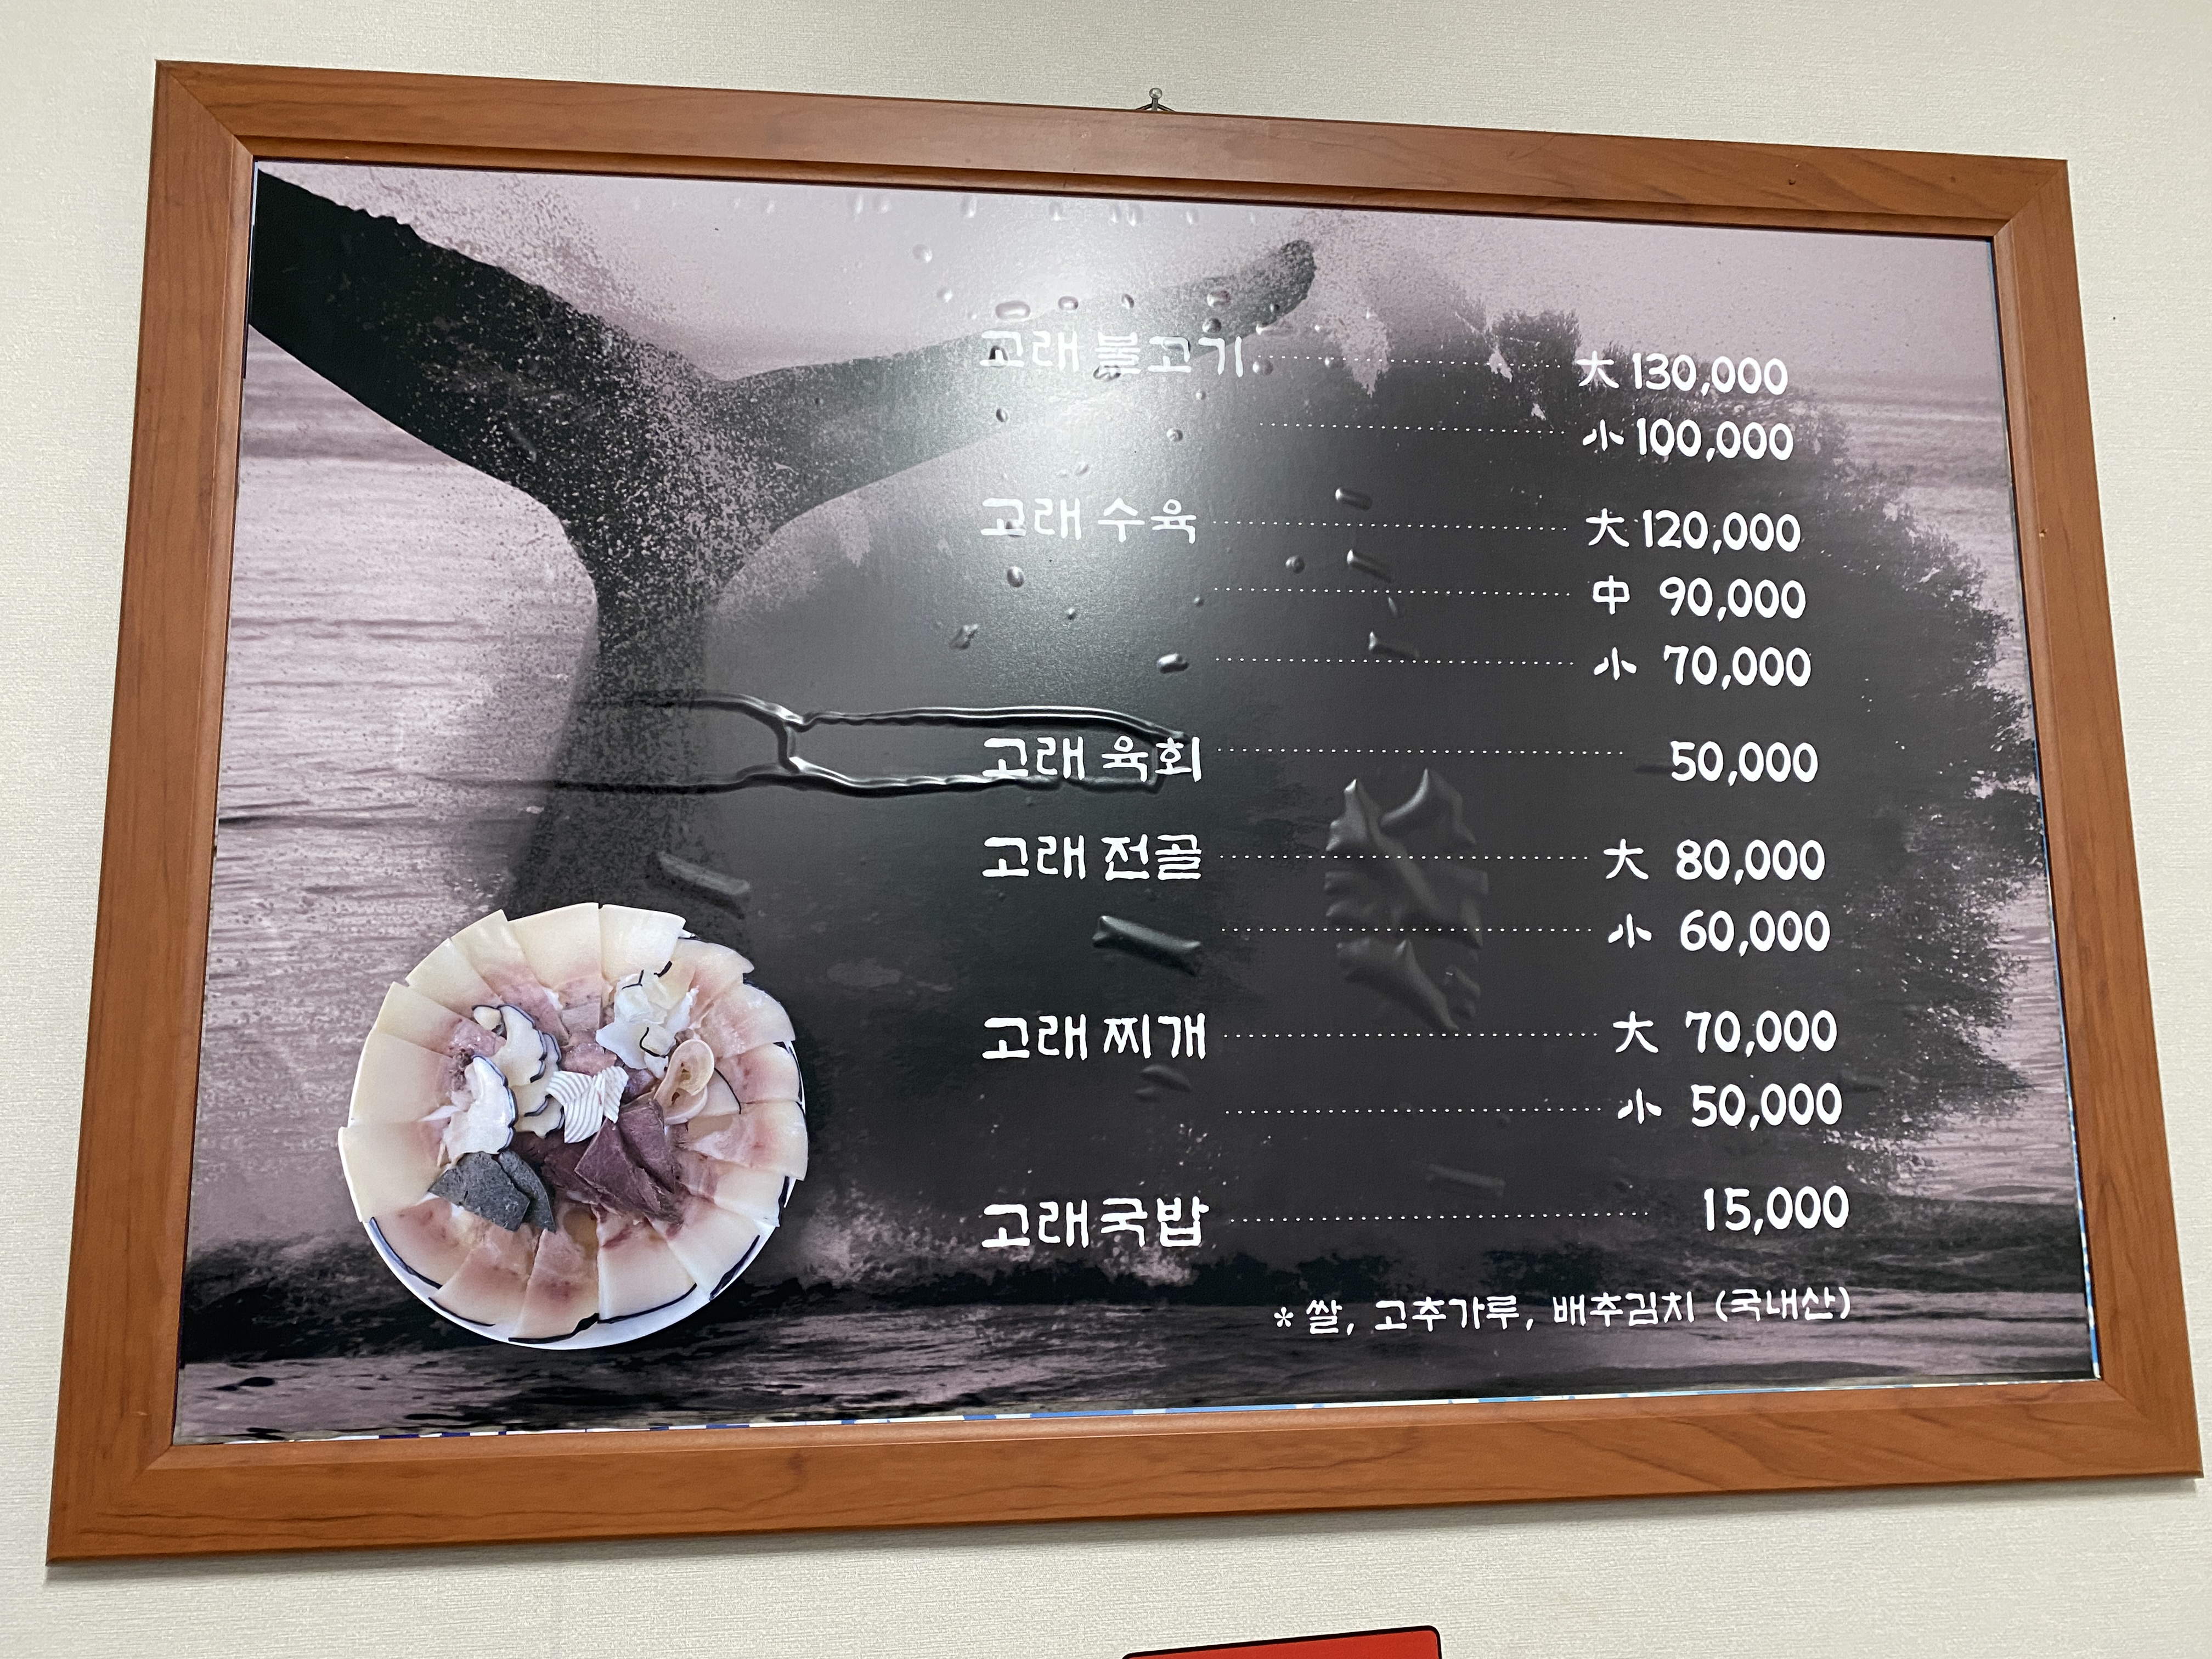 고래 불고기 大 130,000
小 100,000
고래 수육 大 120,000
中 90,000
小 70,000
고래 육회 50,000
고래 전골 大 80,000
小 60,000
고래 찌개 大 70,000
小 50,000
고래국밥 15,000
* 쌀, 고추가루, 배추김치 (국내산)